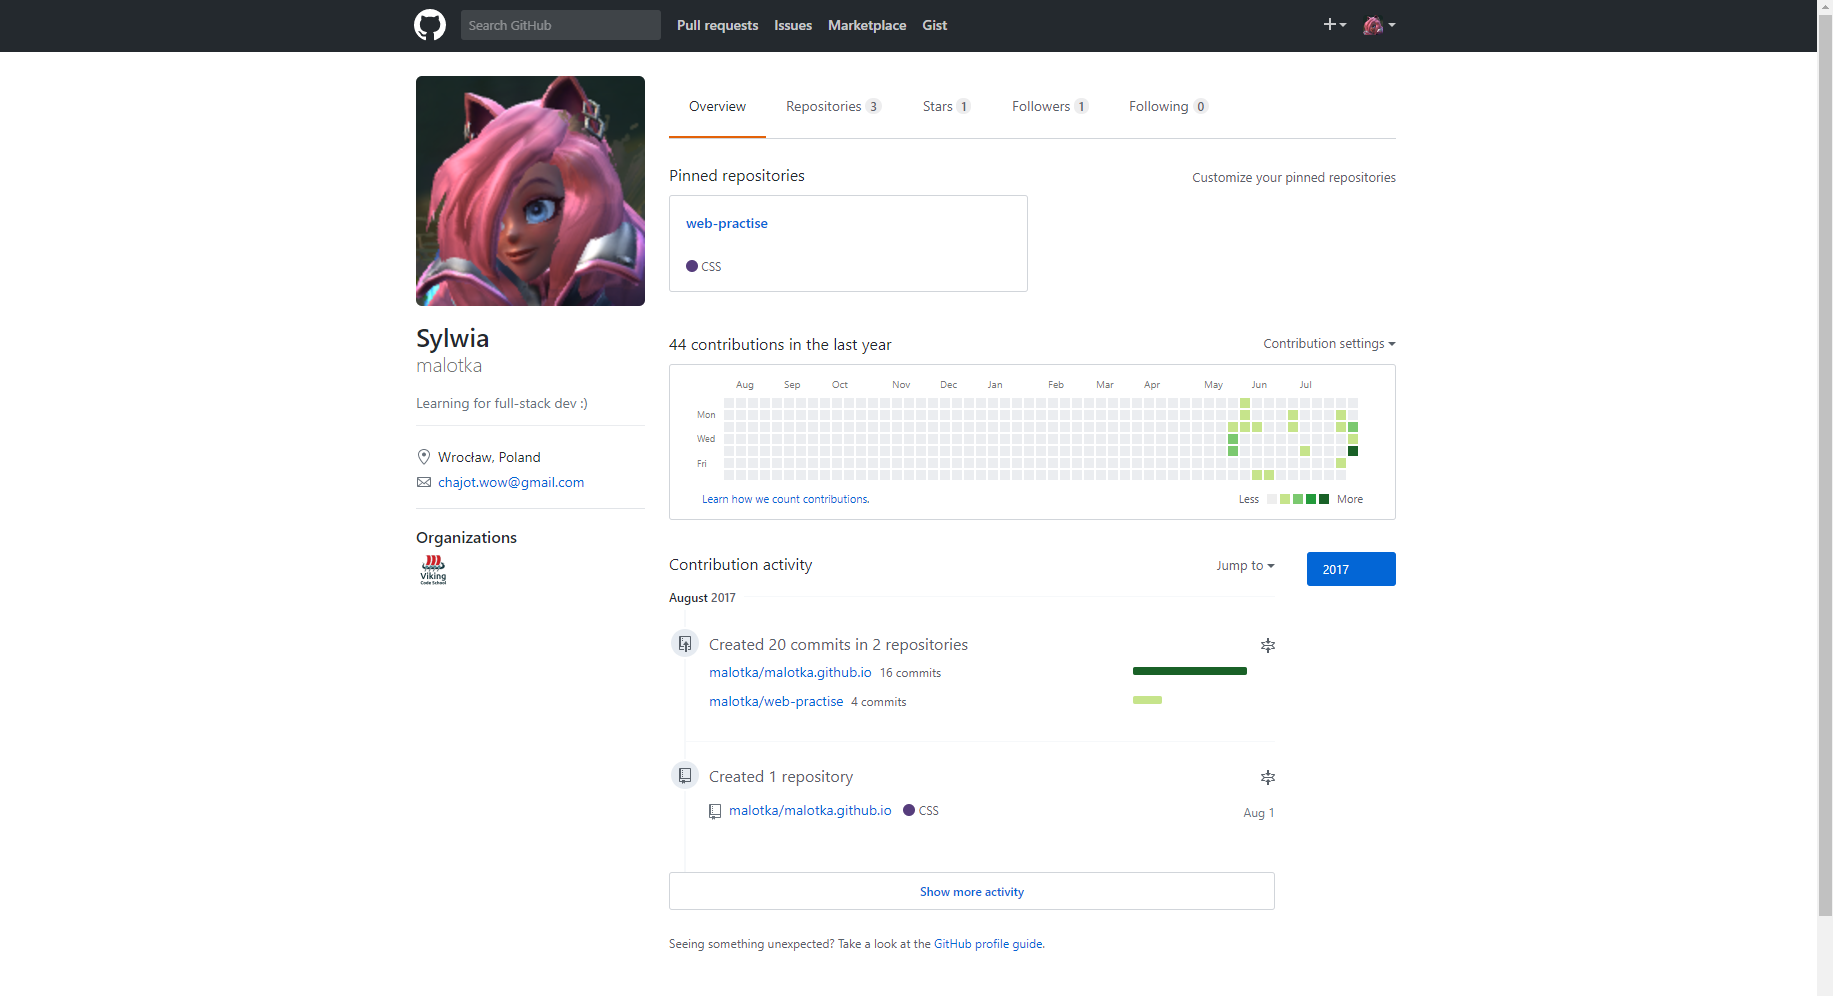 Search GitHub
Pull requests
Issues
Marketplace
Gist
Overview
Repositories 3
Stars 1
Followers 1
Following 0
Pinned repositories
Customize your pinned repositories
web-practise
CSS
Sylwia
malotka
Learning for full-stack dev :)
Wrocław, Poland
chajot.wow@gmail.com
Organizations
Viking
Code School
44 contributions in the last year
Contribution settings
Aug Sep Oct Nov Dec Jan Feb Mar Apr May Jun Jul
Mon
Wed
Fri
Learn how we count contributions.
Less More
Contribution activity
Jump to
2017
August 2017
Created 20 commits in 2 repositories
malotka/malotka.github.io 16 commits
malotka/web-practise 4 commits
Created 1 repository
malotka/malotka.github.io CSS
Aug 1
Show more activity
Seeing something unexpected? Take a look at the GitHub profile guide.